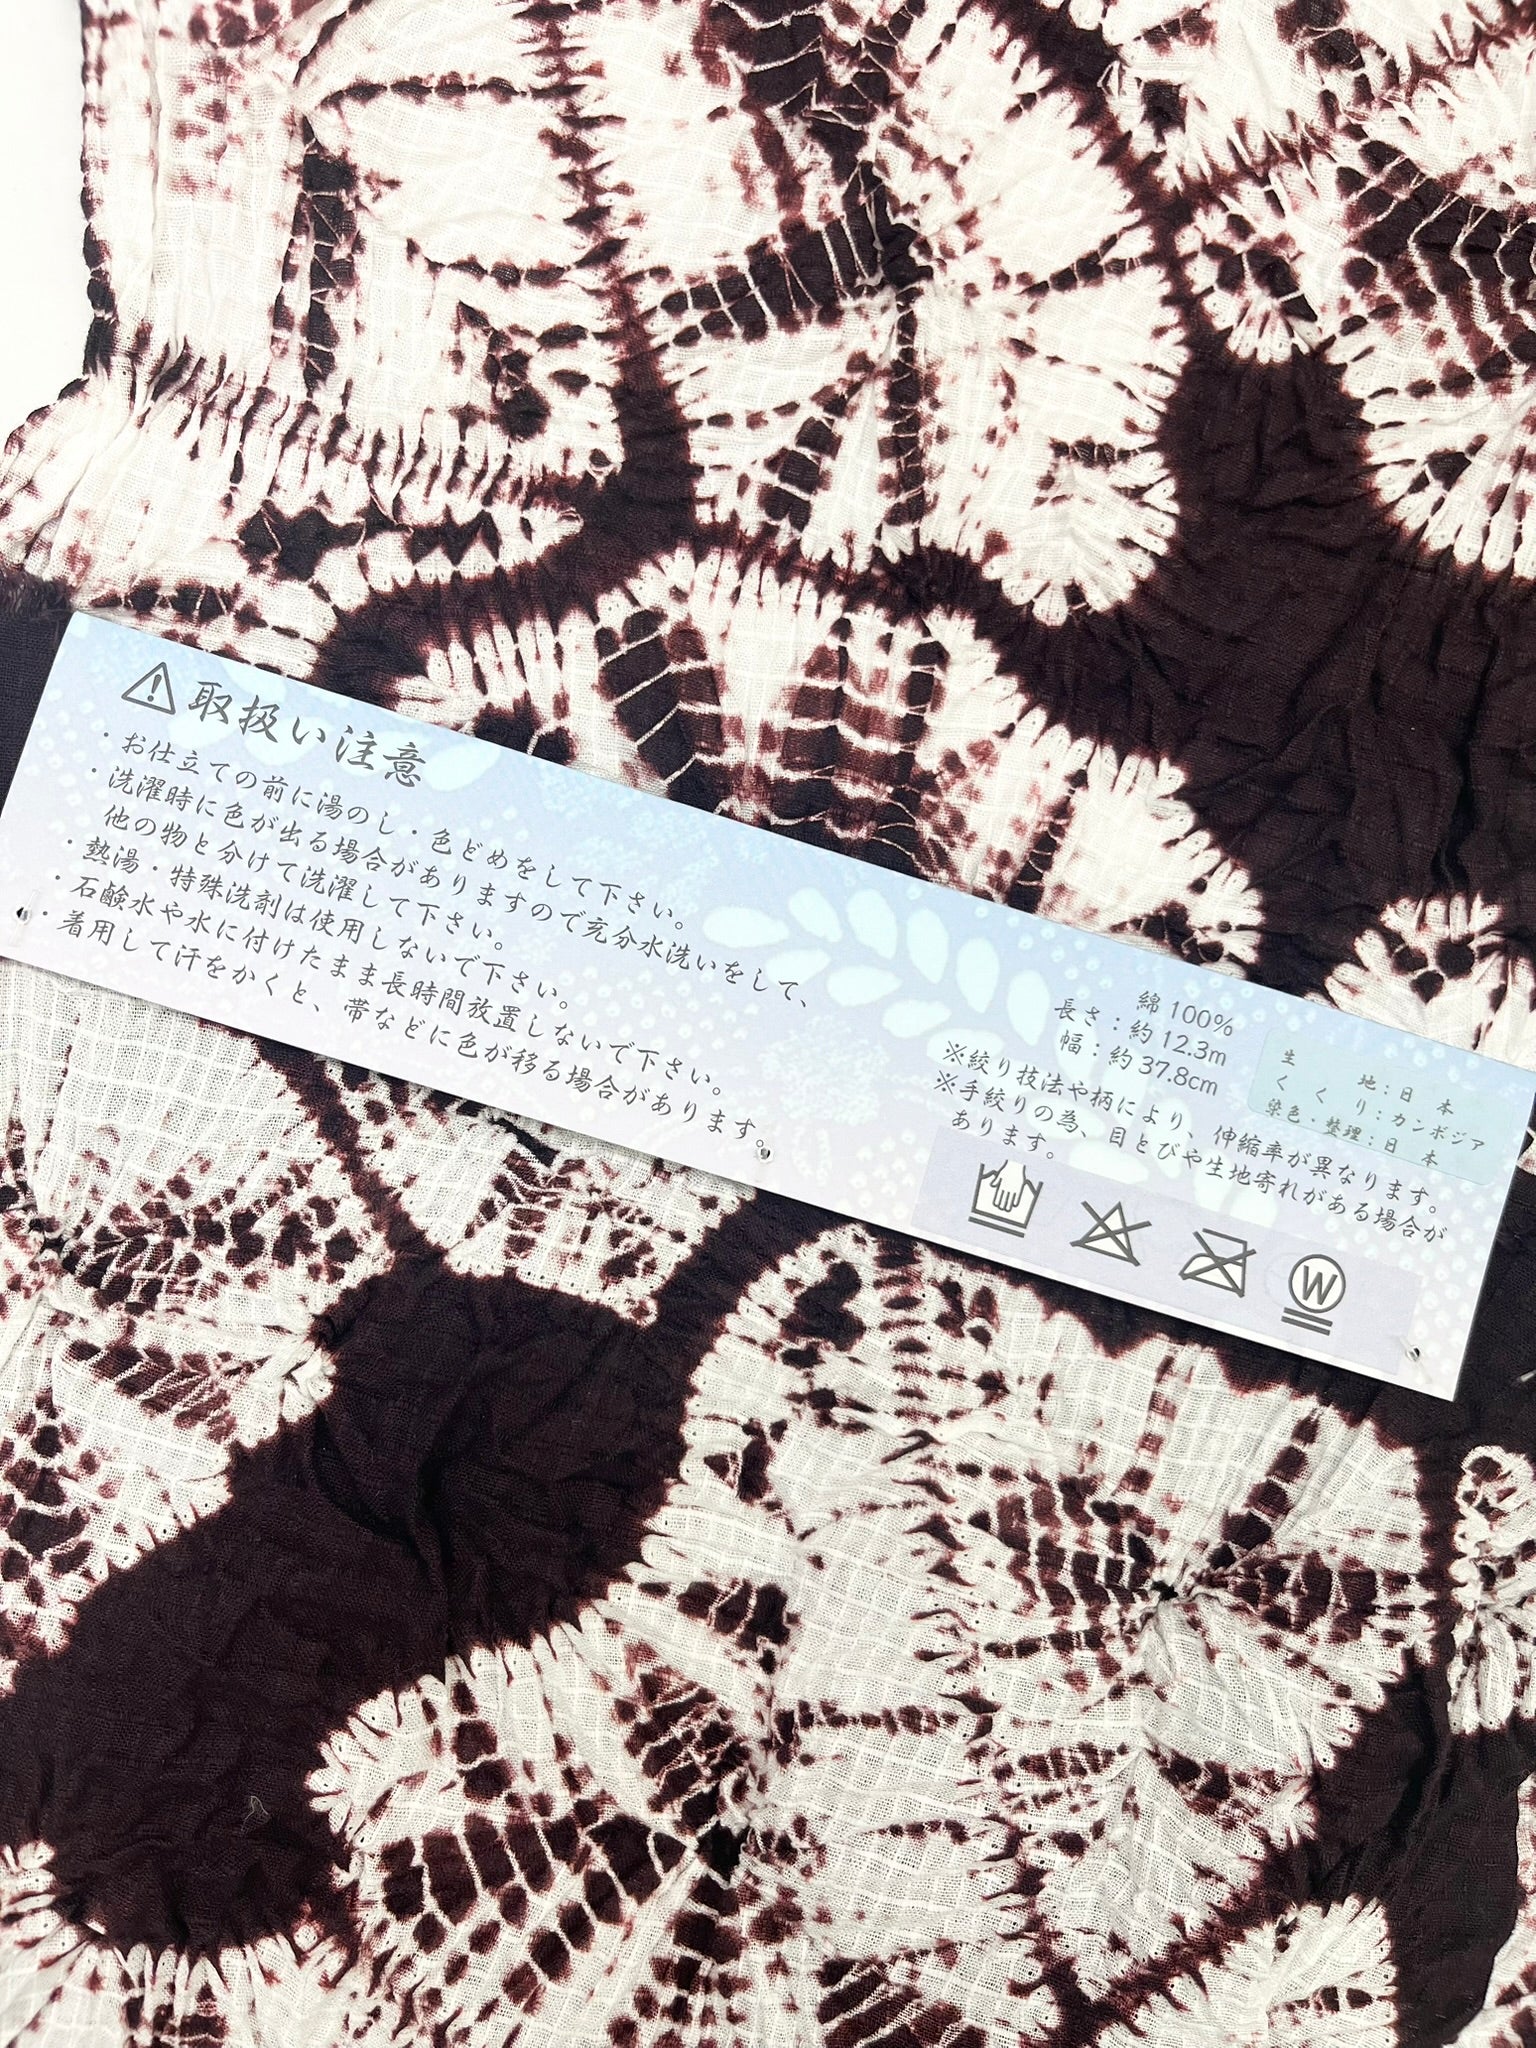 取扱い注意
・お仕立ての前に湯のし・色どめをして下さい。
・洗濯時に色が出る場合がありますので充分水洗いをして、
他の物と分けて洗濯して下さい。
・熱湯・特殊洗剤は使用しないで下さい。
・石鹸水や水に付けたまま長時間放置しないで下さい。
・着用して汗をかくと、帯などに色が移る場合があります。
綿 100%
長さ：約 12.3m
幅：約 37.8cm
※絞り技法や柄により、伸縮率が異なります。
※手絞りの為、目とびや生地寄れがある場合が
あります。
生地：日本
くくり：カンボジア
染色・整理：日本
W